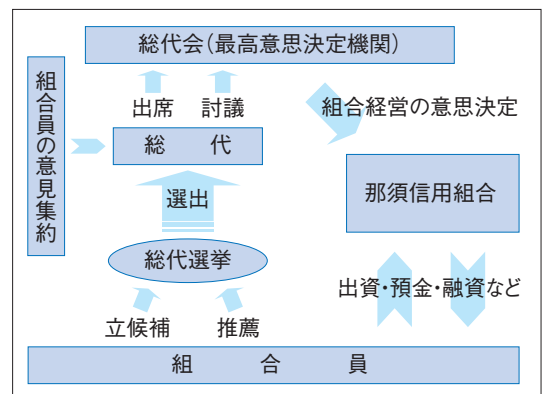 総代会（最高意思決定機関）
組合員の意見集約
出席 討議
組合経営の意思決定
総 代
選出
那須信用組合
総代選挙
出資・預金・融資など
立候補 推薦
組 合 員